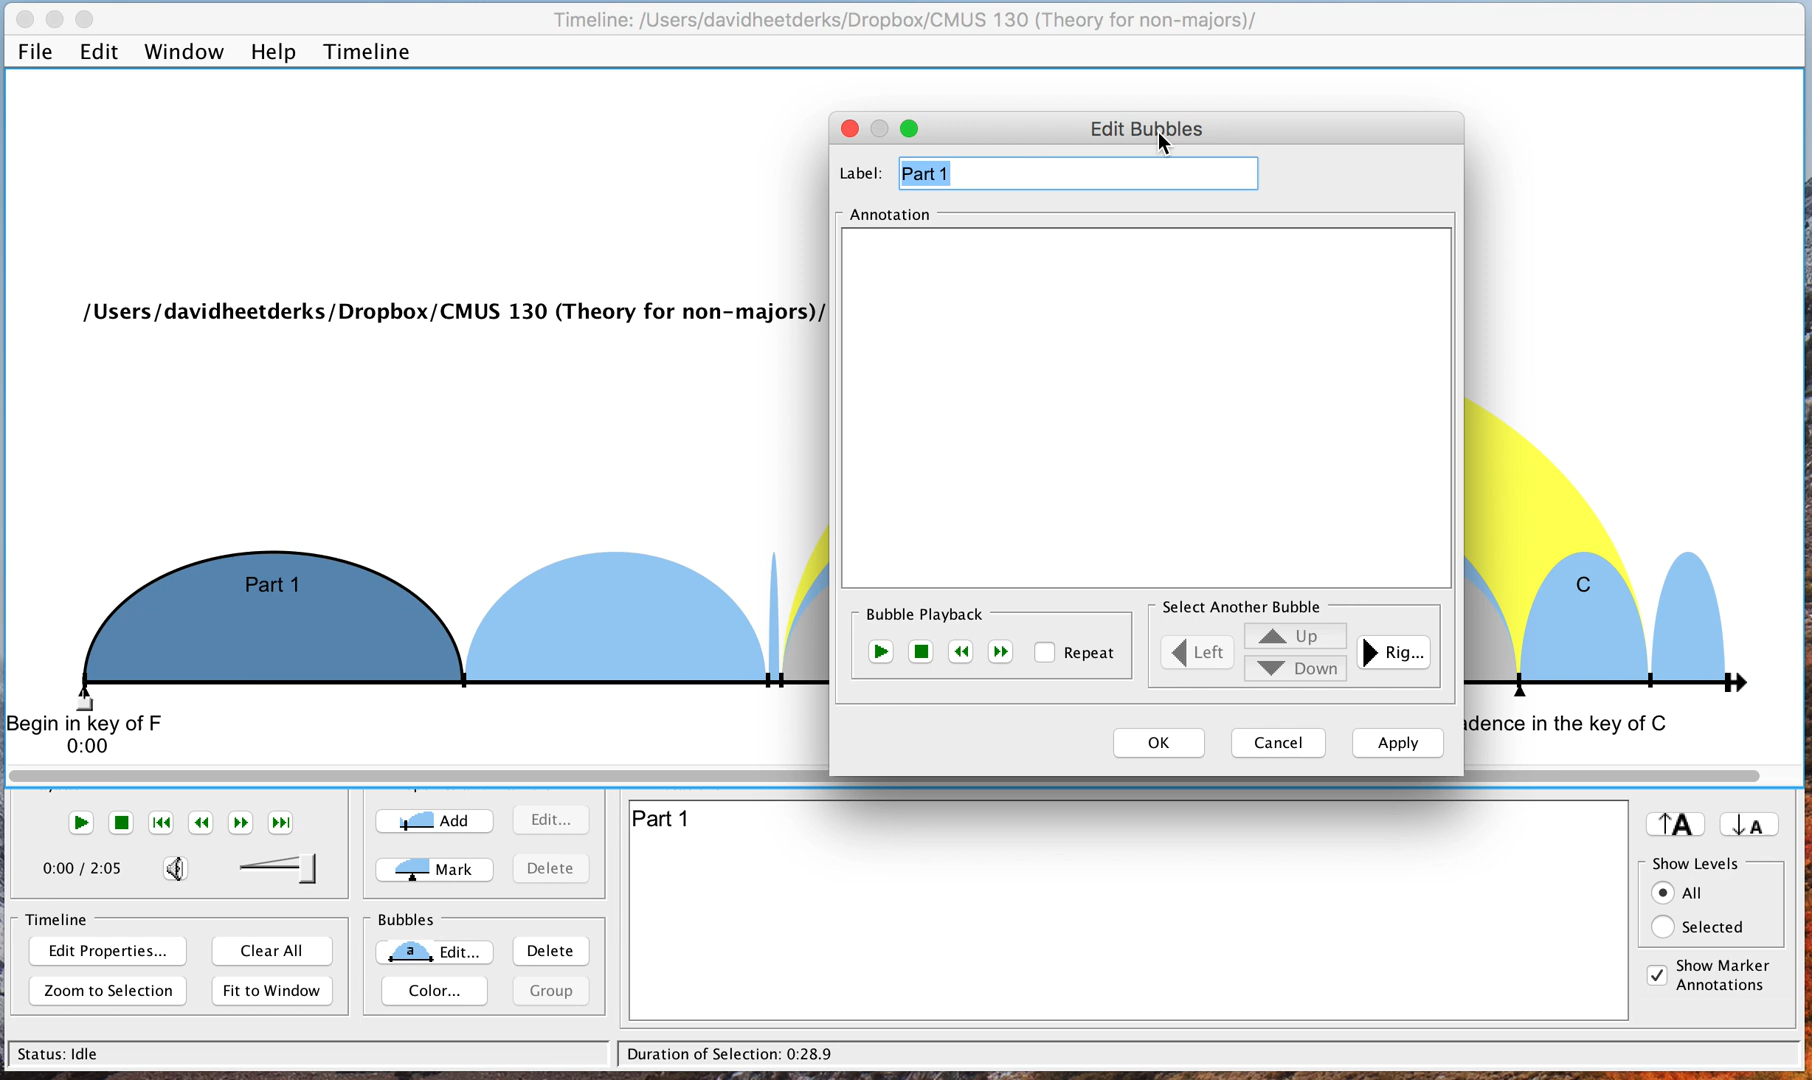 Timeline: /Users/davidheetderks/Dropbox/CMUS 130 (Theory for non-majors)/
File Edit Window Help Timeline
Edit Bubbles
Label: Part 1
Annotation
/Users/davidheetderks/Dropbox/CMUS 130 (Theory for non-majors)/
Part 1
C
Bubble Playback
Repeat
Select Another Bubble
Left
Up
Down
Rig...
Begin in key of F
0:00
adence in the key of C
OK Cancel Apply
0:00 / 2:05
Add Edit...
Mark Delete
Part 1
A A
Show Levels
All
Selected
Show Marker
Annotations
Timeline
Edit Properties... Clear All
Zoom to Selection Fit to Window
Bubbles
a Edit... Delete
Color... Group
Status: Idle
Duration of Selection: 0:28.9